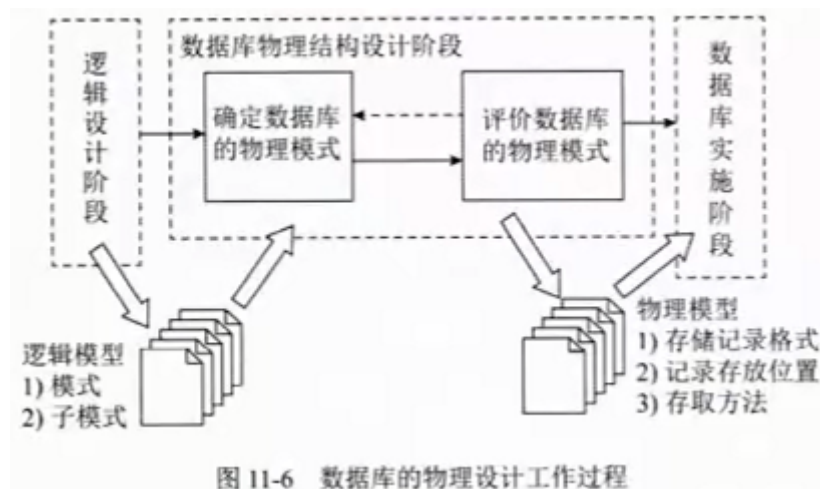 逻辑设计阶段
数据库物理结构设计阶段
确定数据库
的物理模式
评价数据库
的物理模式
数据库实施阶段
逻辑模型
1) 模式
2) 子模式
物理模型
1) 存储记录格式
2) 记录存放位置
3) 存取方法
图 11-6 数据库的物理设计工作过程